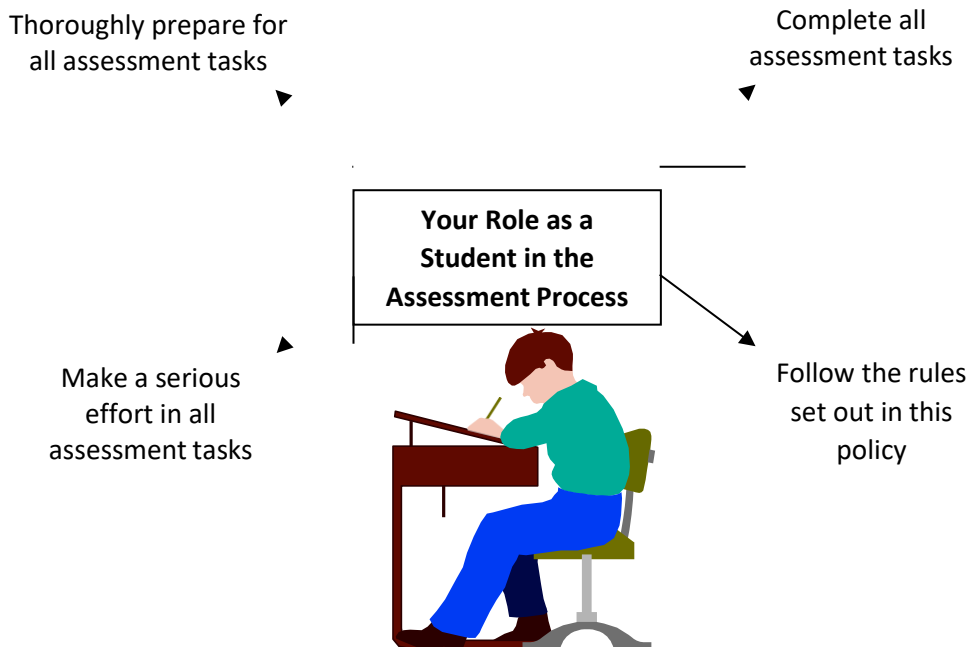 Thoroughly prepare for
all assessment tasks
Complete all
assessment tasks
Your Role as a
Student in the
Assessment Process
Make a serious
effort in all
assessment tasks
Follow the rules
set out in this
policy